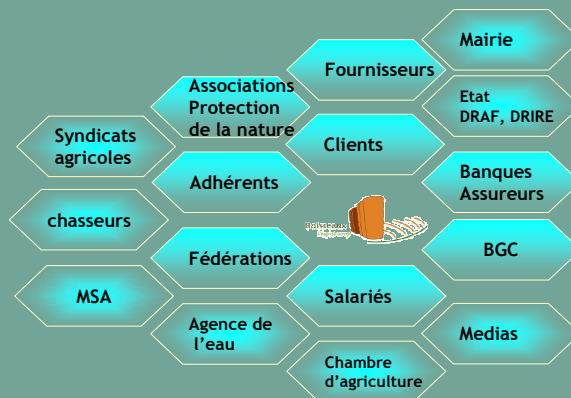 Mairie
Fournisseurs
Associations
Protection
de la nature
Etat
DRAF, DRIRE
Syndicats
agricoles
Clients
Adhérents
Banques
Assureurs
chasseurs
BGC
Fédérations
MSA
Salariés
Agence de
l'eau
Medias
Chambre
d'agriculture